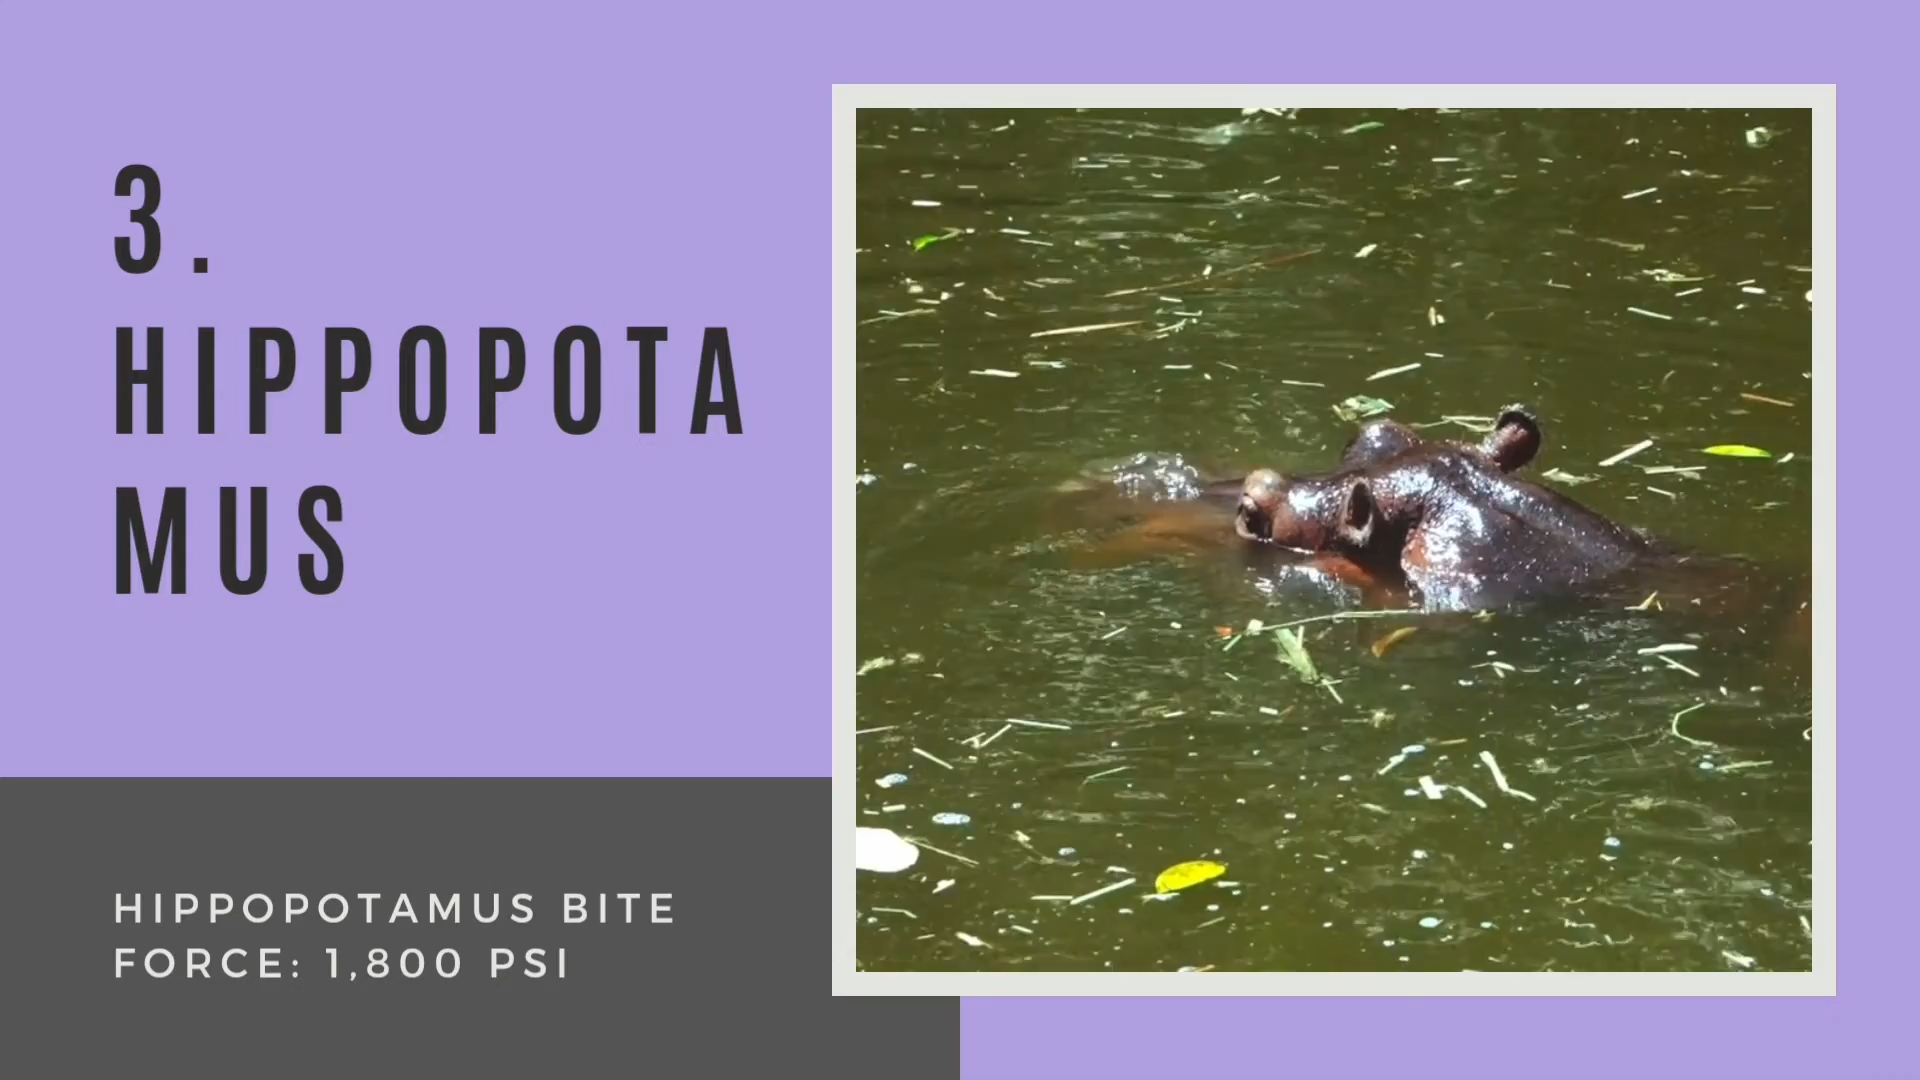 3.
HIPPOPOTA
MUS
HIPPOPOTAMUS BITE
FORCE: 1,800 PSI